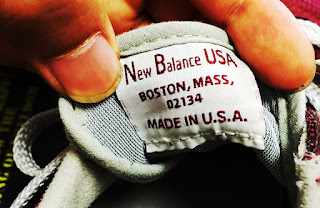 New Balance USA
BOSTON, MASS,
02134
MADE IN U.S.A.